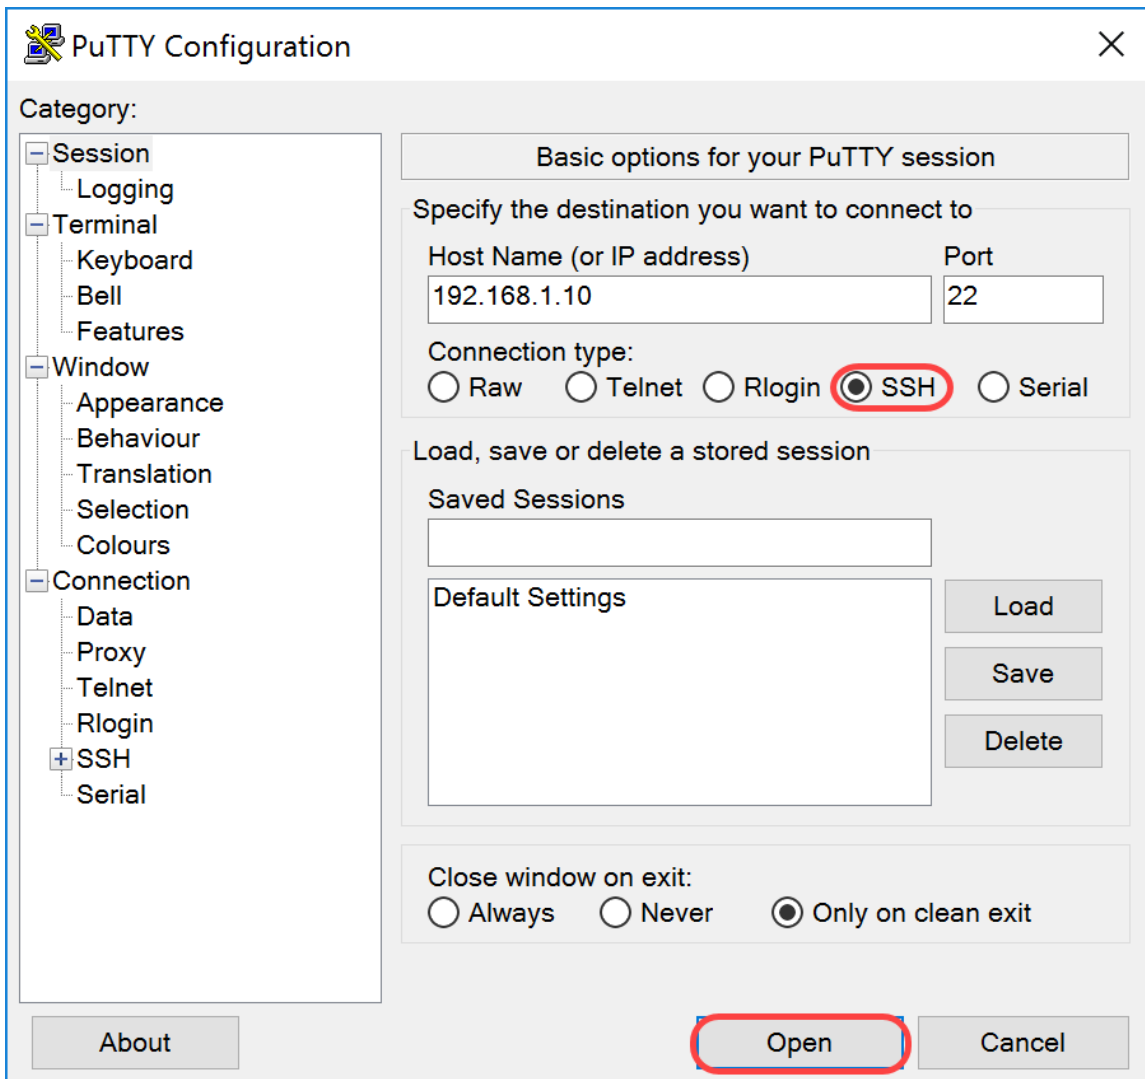 PuTTY Configuration
Category:
Session
Logging
Terminal
Keyboard
Bell
Features
Window
Appearance
Behaviour
Translation
Selection
Colours
Connection
Data
Proxy
Telnet
Rlogin
SSH
Serial
Basic options for your PuTTY session
Specify the destination you want to connect to
Host Name (or IP address) Port
192.168.1.10 22
Connection type:
Raw Telnet Rlogin SSH Serial
Load, save or delete a stored session
Saved Sessions
Default Settings
Load
Save
Delete
Close window on exit:
Always Never Only on clean exit
About Open Cancel